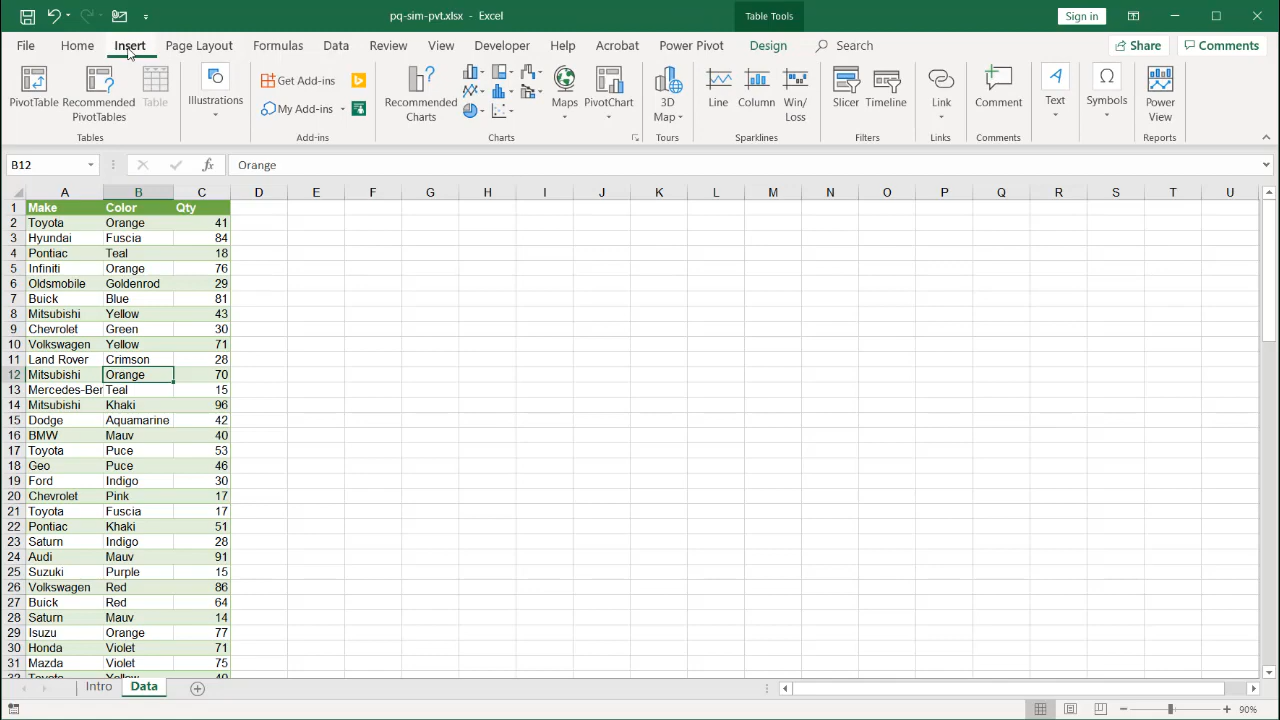 pq-sim-pvt.xlsx - Excel
Table Tools
Sign in
File Home Insert Page Layout Formulas Data Review View Developer Help Acrobat Power Pivot Design Search Share Comments
PivotTable
Recommended PivotTables
Table
Tables
Illustrations
Get Add-ins
My Add-ins
Add-ins
Recommended Charts
Maps
PivotChart
Charts
3D Map
Tours
Line
Column
Win/ Loss
Sparklines
Slicer
Timeline
Filters
Link
Links
Comment
Comments
Text
Symbols
Power View
Reports
B12 fx Orange
A B C D E F G H I J K L M N O P Q R S T U
1 Make Color Qty
2 Toyota Orange 41
3 Hyundai Fuscia 84
4 Pontiac Teal 18
5 Infiniti Orange 76
6 Oldsmobile Goldenrod 29
7 Buick Blue 81
8 Mitsubishi Yellow 43
9 Chevrolet Green 30
10 Volkswagen Yellow 71
11 Land Rover Crimson 28
12 Mitsubishi Orange 70
13 Mercedes-Ber Teal 15
14 Mitsubishi Khaki 96
15 Dodge Aquamarine 42
16 BMW Mauv 40
17 Toyota Puce 53
18 Geo Puce 46
19 Ford Indigo 30
20 Chevrolet Pink 17
21 Toyota Fuscia 17
22 Pontiac Khaki 51
23 Saturn Indigo 28
24 Audi Mauv 91
25 Suzuki Purple 15
26 Volkswagen Red 86
27 Buick Red 64
28 Saturn Mauv 14
29 Isuzu Orange 77
30 Honda Violet 71
31 Mazda Violet 75
32 Toyota Yellow
Intro Data
90%